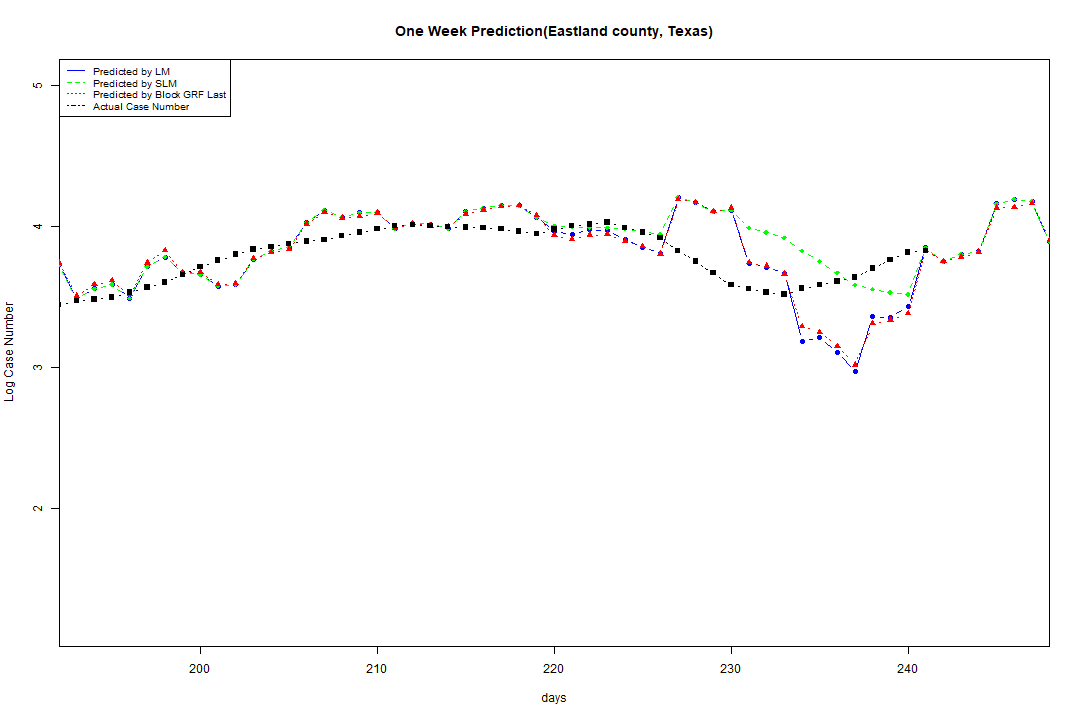 One Week Prediction(Eastland county, Texas)
Predicted by LM
Predicted by SLM
Predicted by Block GRF Last
Actual Case Number
5
4
3
2
Log Case Number
200 210 220 230 240
days